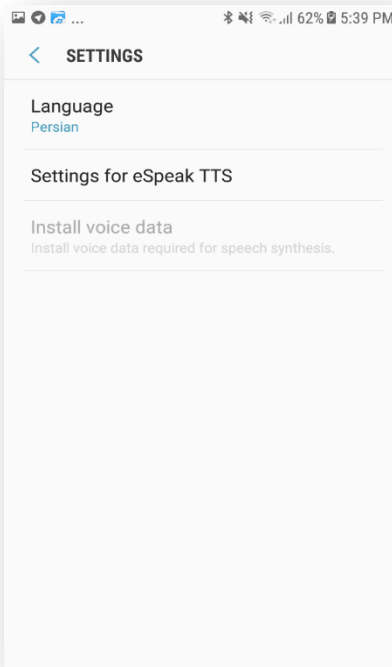 ... 62% 5:39 PM
SETTINGS
Language
Persian
Settings for eSpeak TTS
Install voice data
Install voice data required for speech synthesis.